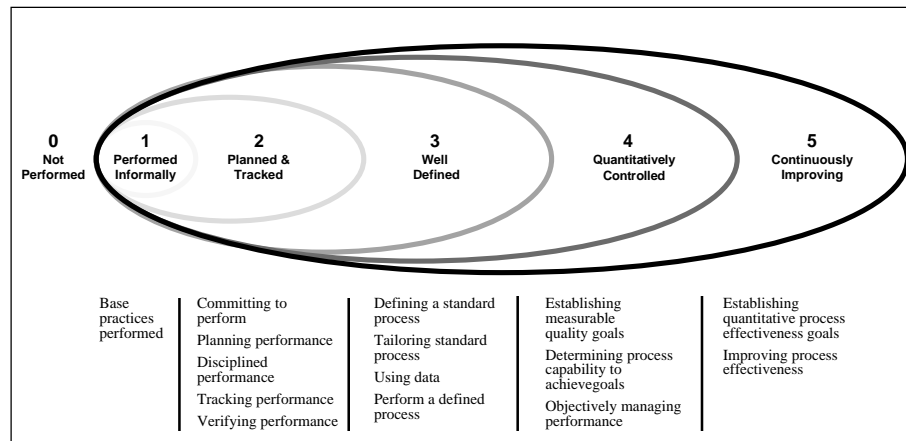 0
Not
Performed
1
Performed
Informally
2
Planned &
Tracked
3
Well
Defined
4
Quantitatively
Controlled
5
Continuously
Improving
Base
practices
performed
Committing to
perform
Planning performance
Disciplined
performance
Tracking performance
Verifying performance
Defining a standard
process
Tailoring standard
process
Using data
Perform a defined
process
Establishing
measurable
quality goals
Determining process
capability to
achievegoals
Objectively managing
performance
Establishing
quantitative process
effectiveness goals
Improving process
effectiveness